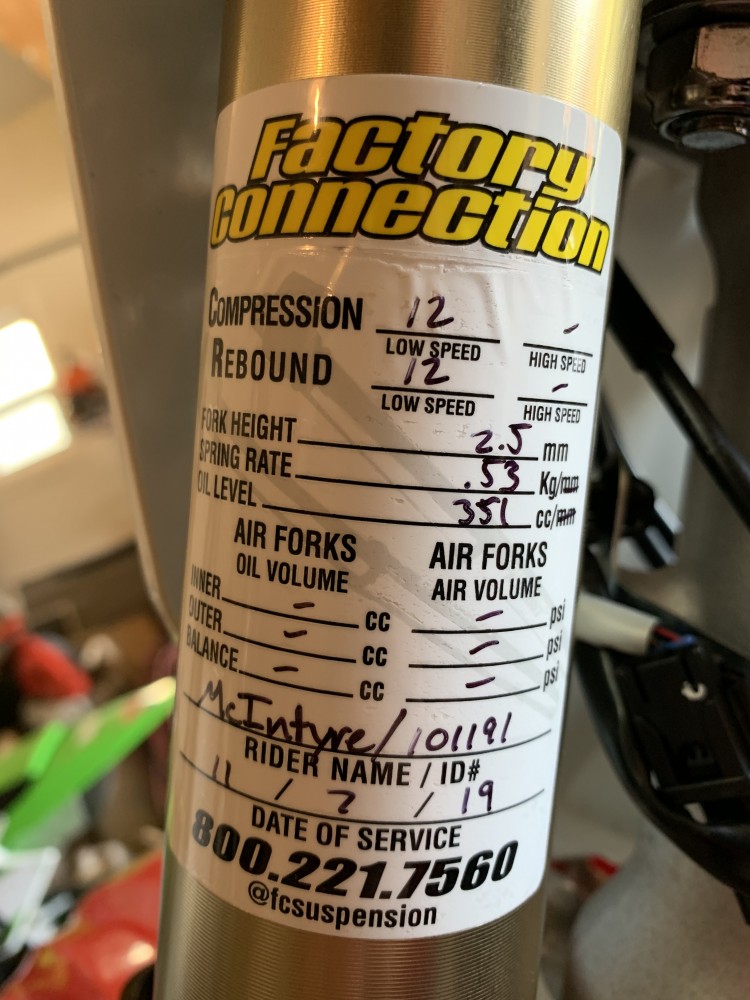 Factory
Connection
COMPRESSION 12 -
LOW SPEED HIGH SPEED
REBOUND 12 -
LOW SPEED HIGH SPEED
FORK HEIGHT 2.5 mm
SPRING RATE .53 Kg/mm
OIL LEVEL 351 cc/mm
AIR FORKS AIR FORKS
OIL VOLUME AIR VOLUME
INNER - cc - psi
OUTER - cc - psi
BALANCE - cc - psi
McIntyre/101191
RIDER NAME / ID#
11 / 7 / 19
DATE OF SERVICE
800.221.7560
@fcsuspension